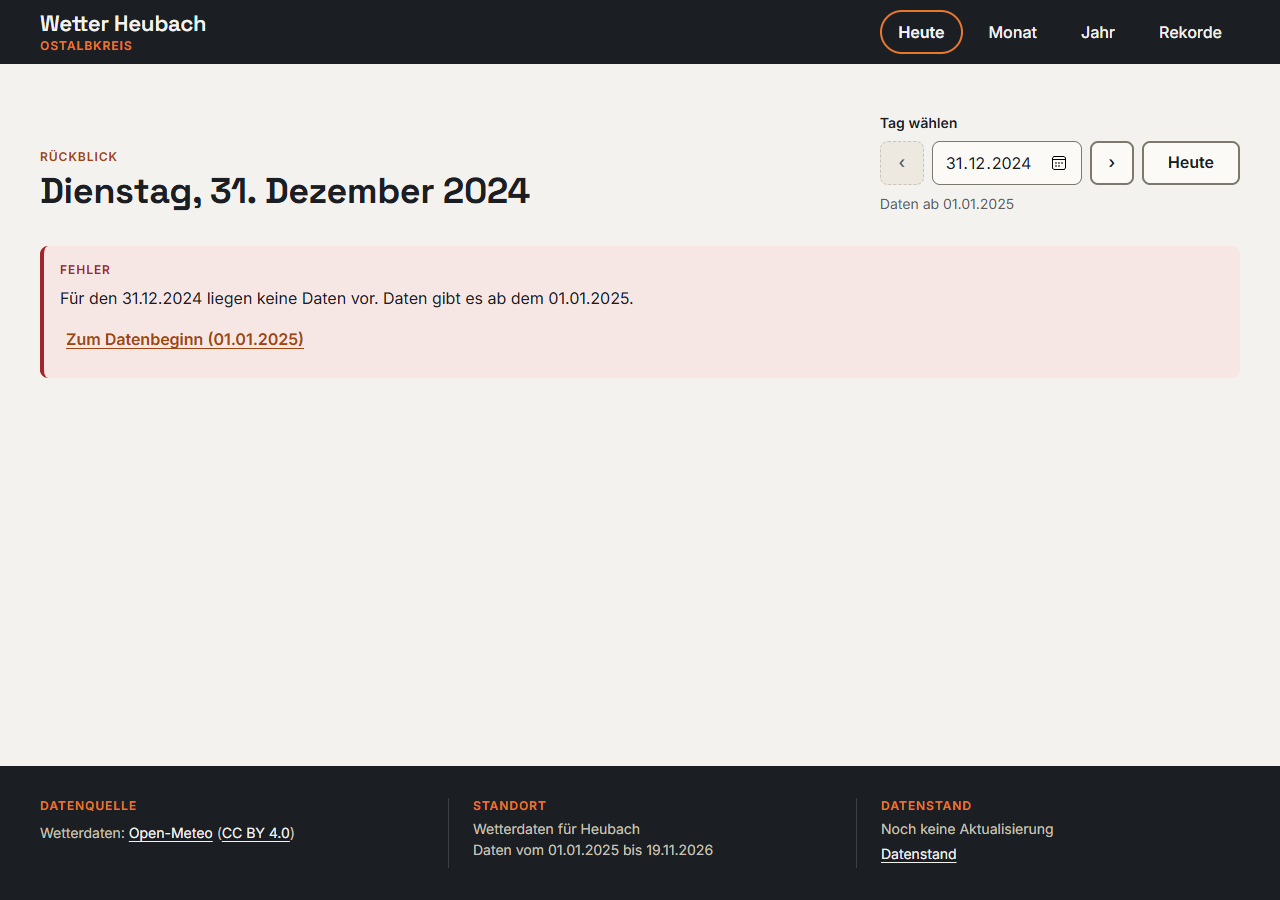 Wetter Heubach
OSTALBKREIS
Heute
Monat
Jahr
Rekorde
RÜCKBLICK
Dienstag, 31. Dezember 2024
Tag wählen
‹
31.12.2024
›
Heute
Daten ab 01.01.2025
FEHLER
Für den 31.12.2024 liegen keine Daten vor. Daten gibt es ab dem 01.01.2025.
Zum Datenbeginn (01.01.2025)
DATENQUELLE
Wetterdaten: Open-Meteo (CC BY 4.0)
STANDORT
Wetterdaten für Heubach
Daten vom 01.01.2025 bis 19.11.2026
DATENSTAND
Noch keine Aktualisierung
Datenstand